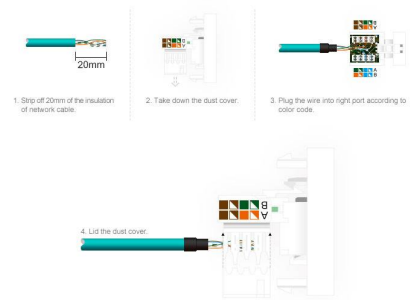 20mm
1. Strip off 20mm of the insulation
of network cable.
2. Take down the dust cover.
3. Plug the wire into right port according to
color code.
B
A
A
B
4. Lid the dust cover.
B
A